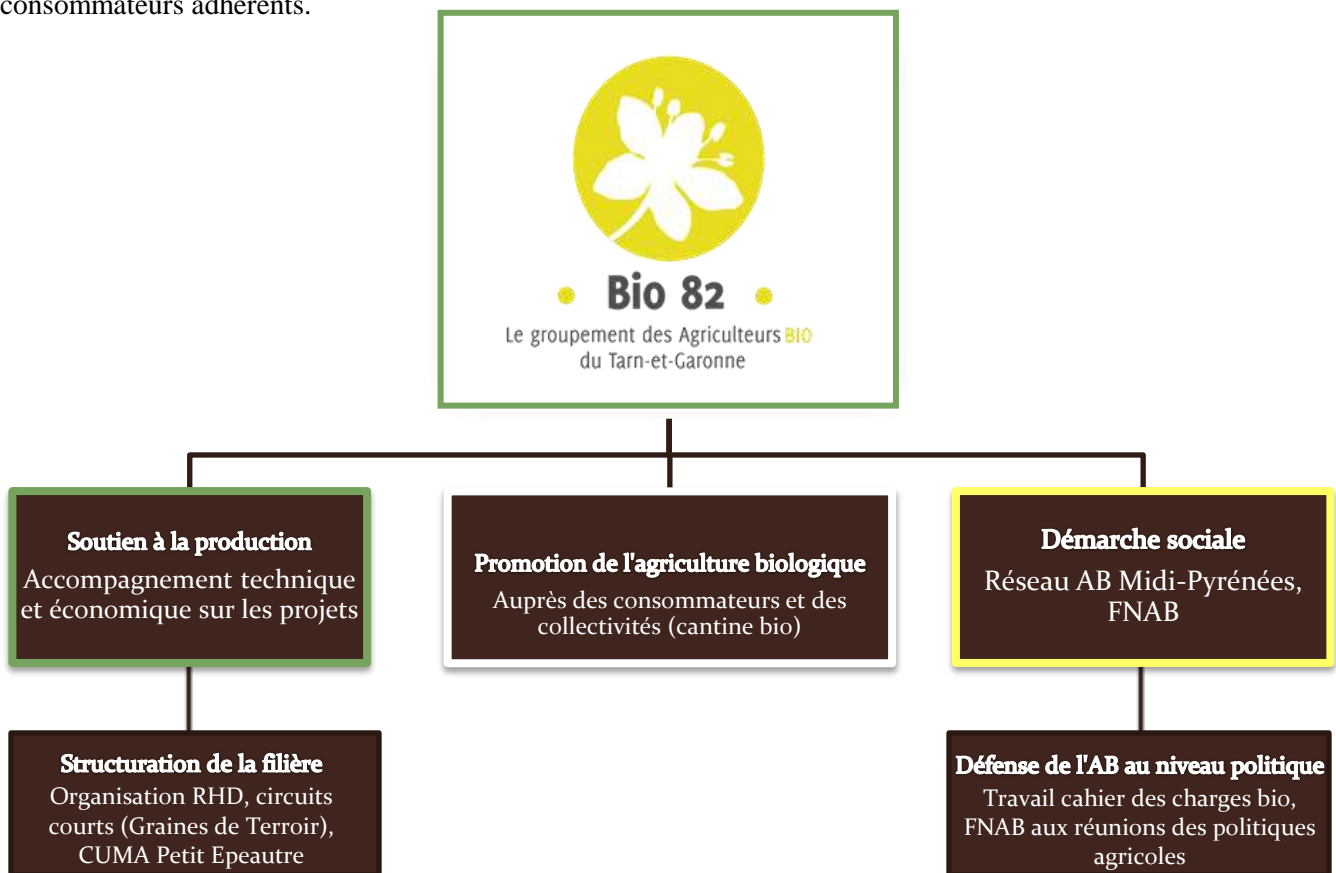 consommateurs adhérents.
• Bio 82 •
Le groupement des Agriculteurs BIO
du Tarn-et-Garonne
Soutien à la production
Accompagnement technique
et économique sur les projets
Promotion de l'agriculture biologique
Auprès des consommateurs et des
collectivités (cantine bio)
Démarche sociale
Réseau AB Midi-Pyrénées,
FNAB
Structuration de la filière
Organisation RHD, circuits
courts (Graines de Terroir),
CUMA Petit Epeautre
Défense de l'AB au niveau politique
Travail cahier des charges bio,
FNAB aux réunions des politiques
agricoles